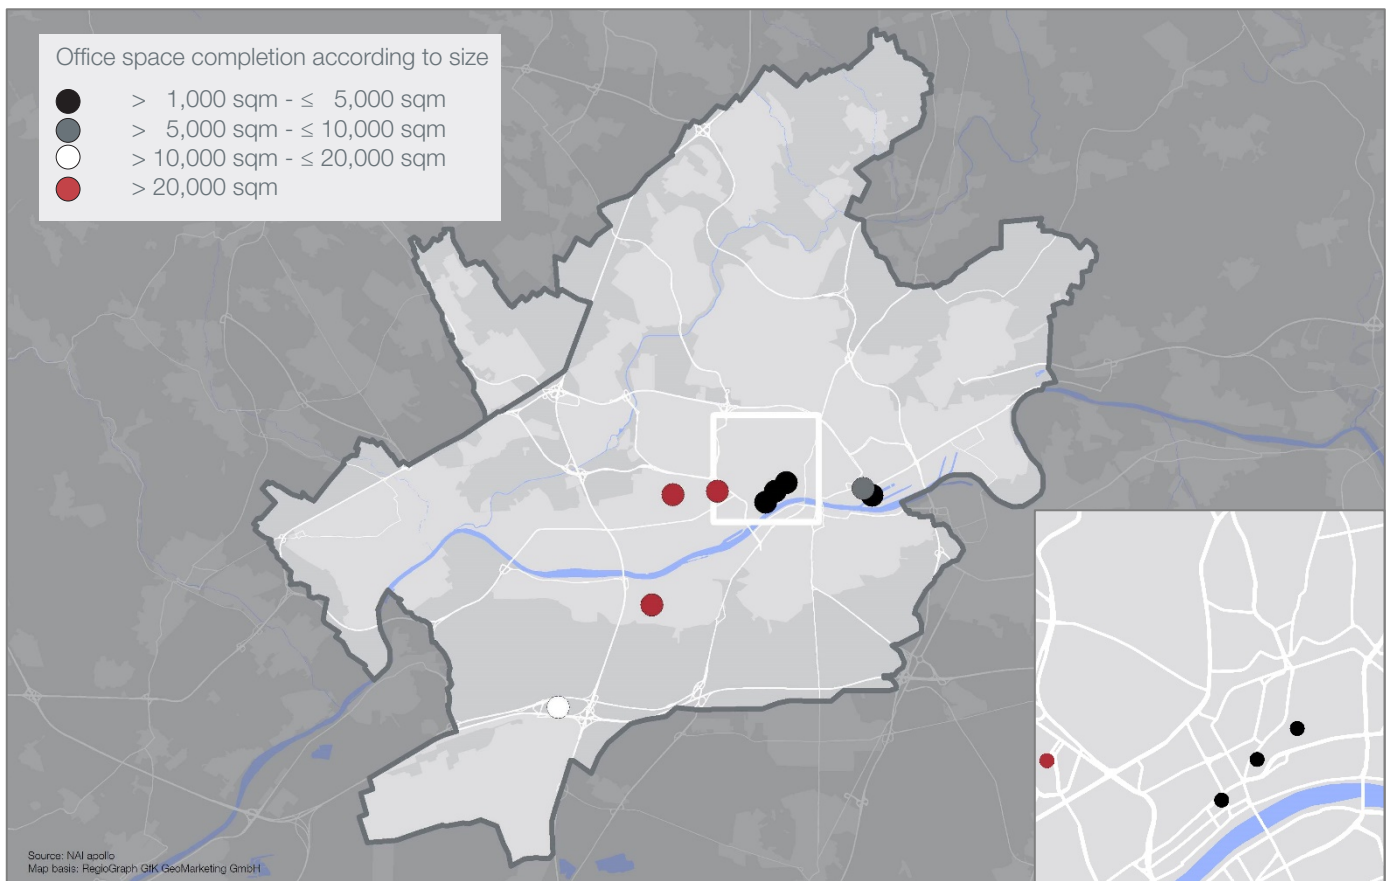 Office space completion according to size
> 1,000 sqm - ≤ 5,000 sqm
> 5,000 sqm - ≤ 10,000 sqm
> 10,000 sqm - ≤ 20,000 sqm
> 20,000 sqm
Source: NAI apollo
Map basis: RegioGraph GfK GeoMarketing GmbH